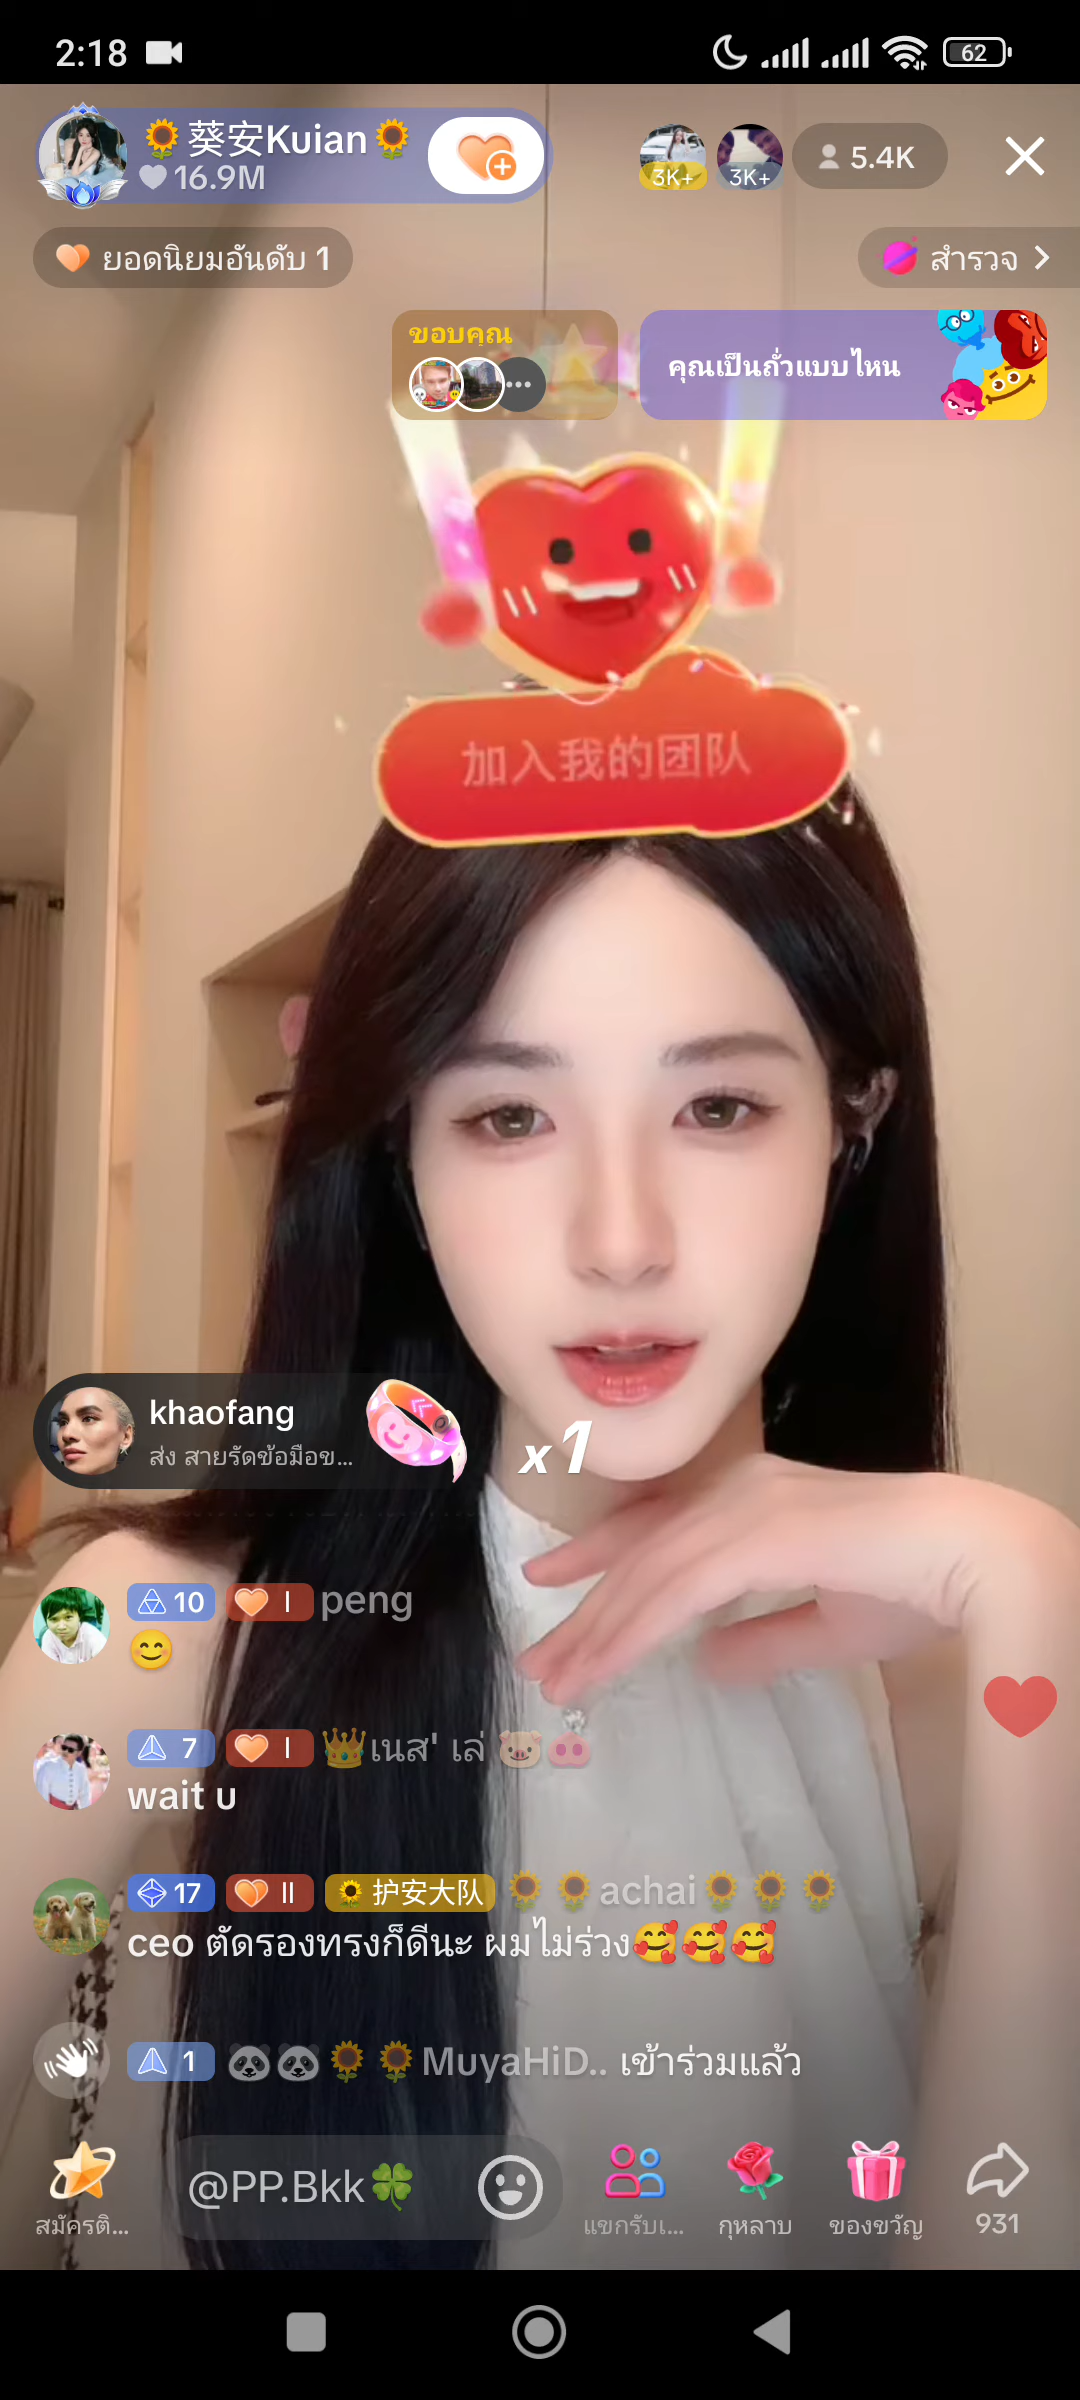 2:18
62
🌻葵安Kuian🌻
16.9M
3K+
3K+
5.4K
ยอดนิยมอันดับ 1
สำรวจ
ขอบคุณ
คุณเป็นถั่วแบบไหน
加入我的团队
khaofang
ส่ง สายรัดข้อมือข...
x1
10 I peng
😊
7 I 👑เนส' เล่ 🐷🐽
wait u
17 II 🌻护安大队 🌻🌻achai🌻🌻🌻
ceo ตัดรองทรงก็ดีนะ ผมไม่ร่วง🥰🥰🥰
1 🐼🐼🌻🌻MuyaHiD.. เข้าร่วมแล้ว
@PP.Bkk🍀
สมัครติ...
แขกรับเ...
กุหลาบ
ของขวัญ
931